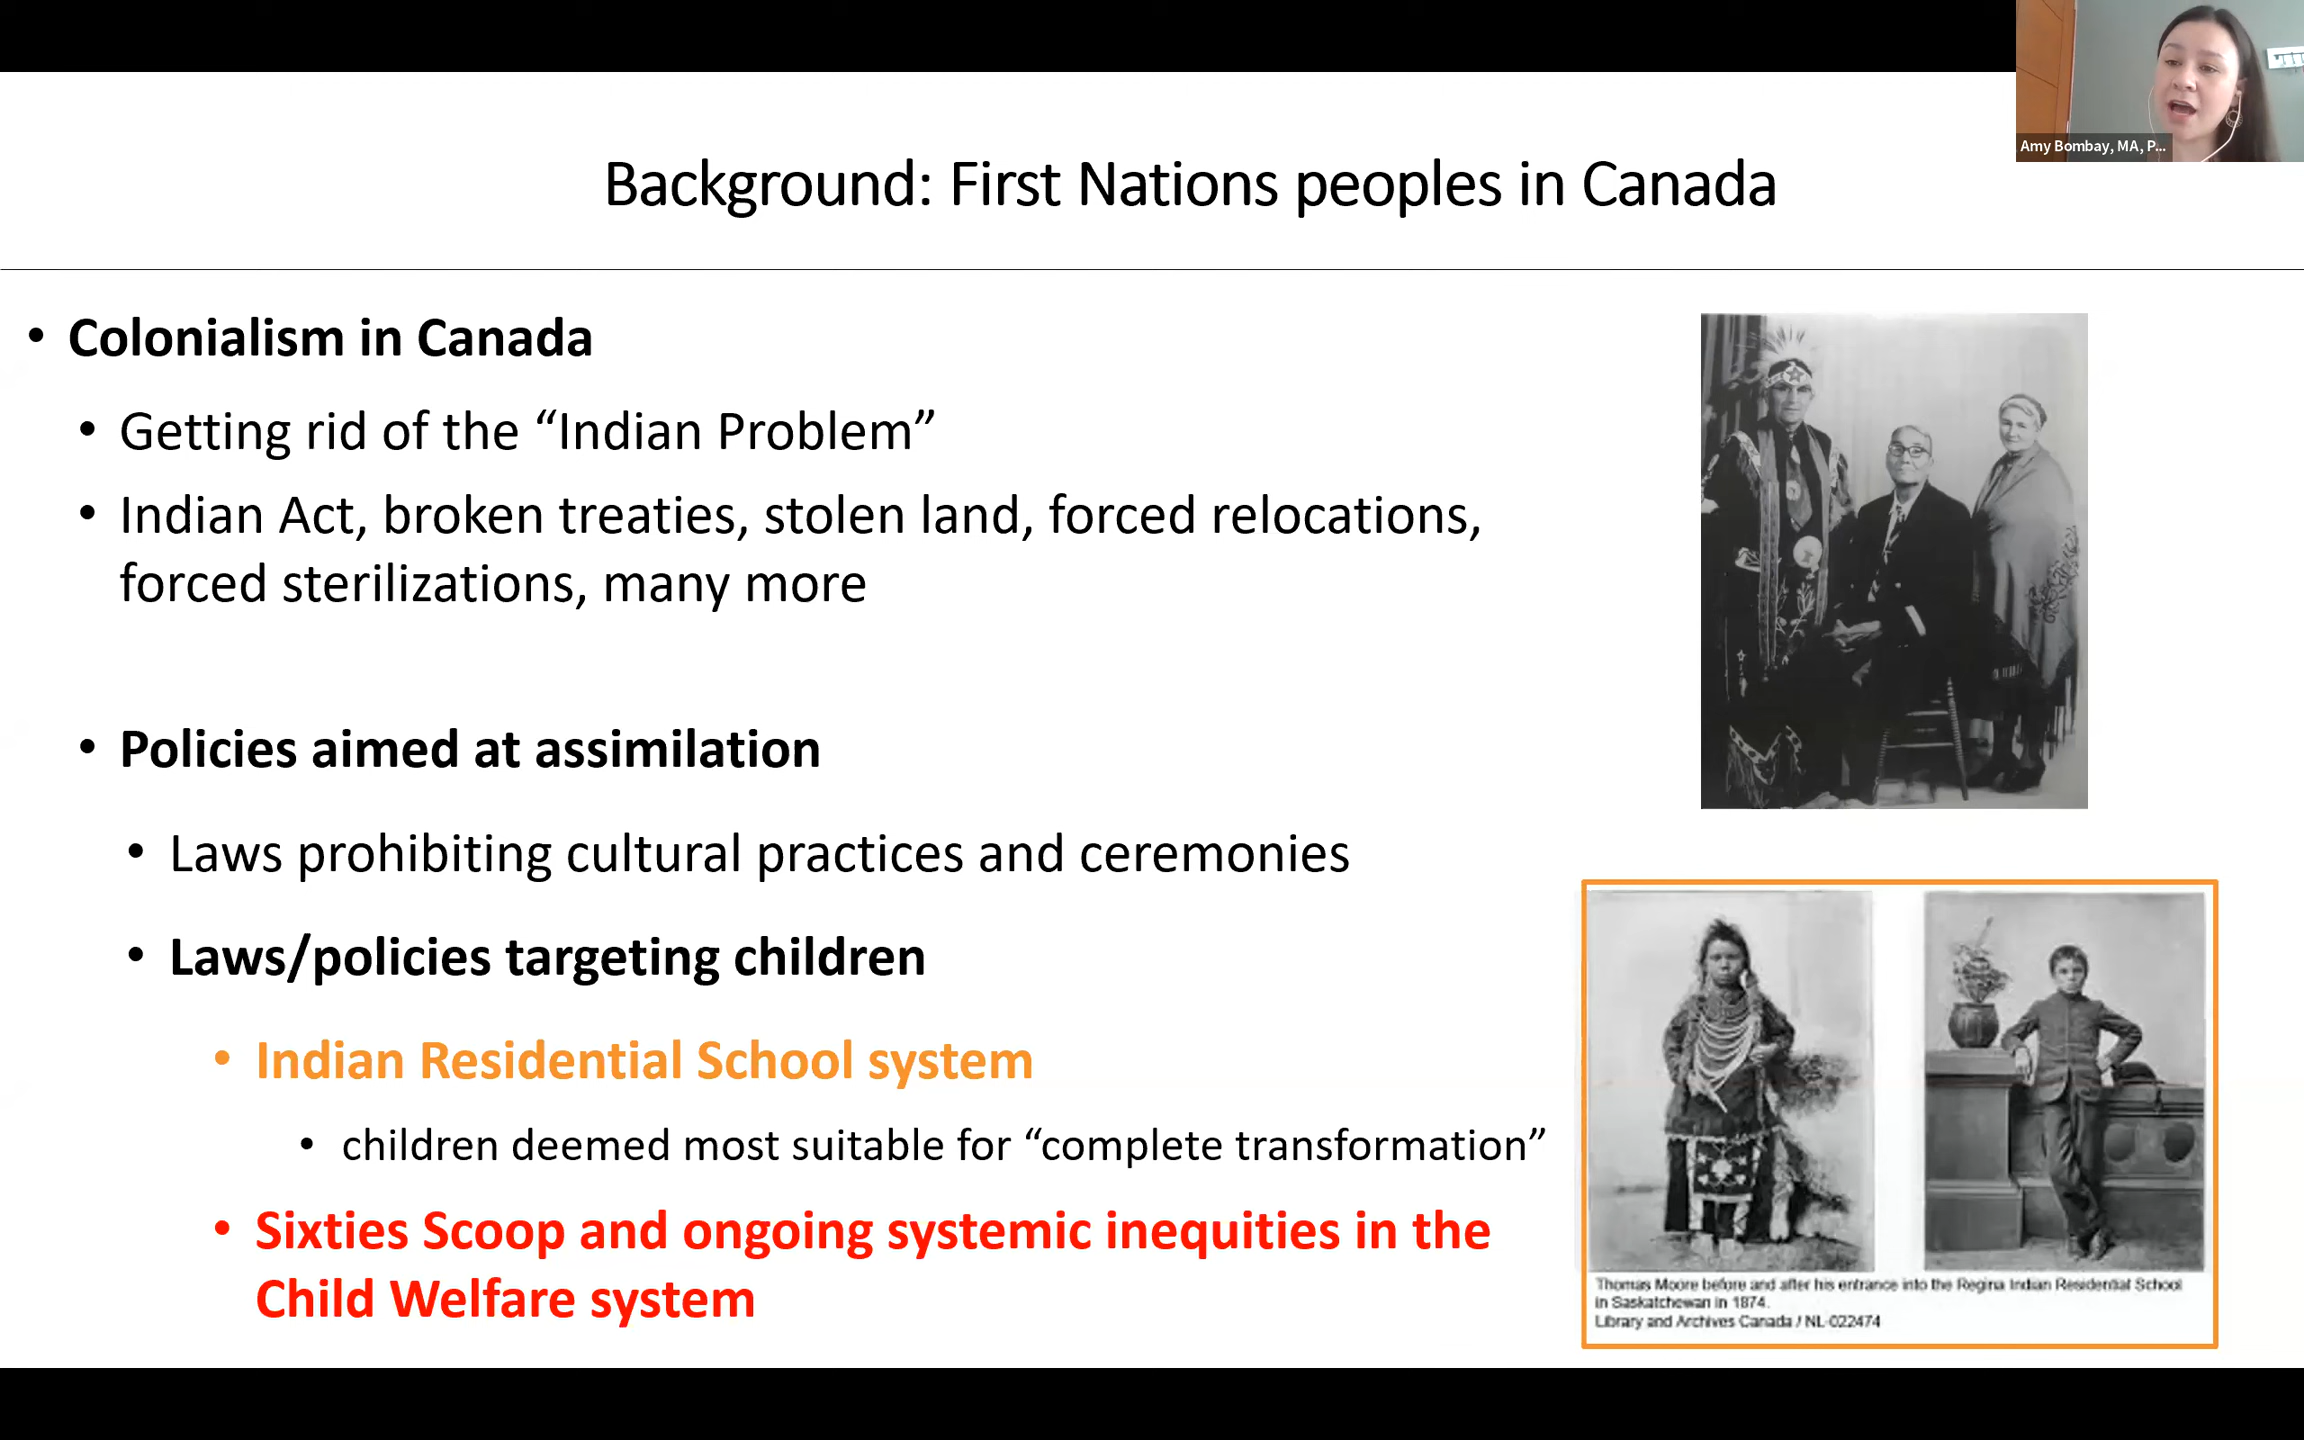 Amy Bombay, MA, P...
Background: First Nations peoples in Canada
• Colonialism in Canada
• Getting rid of the “Indian Problem”
• Indian Act, broken treaties, stolen land, forced relocations,
forced sterilizations, many more
• Policies aimed at assimilation
• Laws prohibiting cultural practices and ceremonies
• Laws/policies targeting children
• Indian Residential School system
• children deemed most suitable for “complete transformation”
• Sixties Scoop and ongoing systemic inequities in the
Child Welfare system
Thomas Moore before and after his entrance into the Regina Indian Residential School
in Saskatchewan in 1874.
Library and Archives Canada / NL-022474